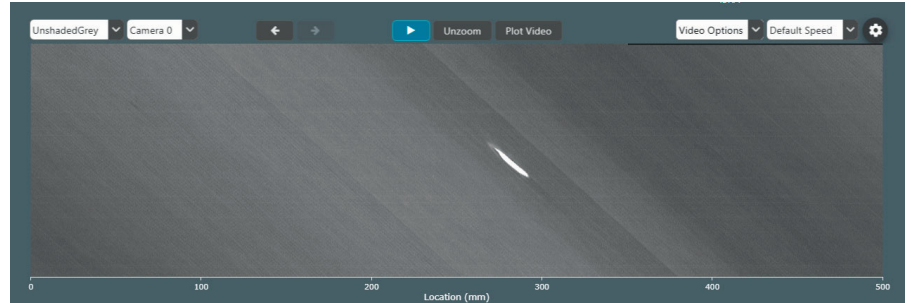 UnshadedGrey Camera 0 Unzoom Plot Video Video Options Default Speed
0 100 200 300 400 500
Location (mm)